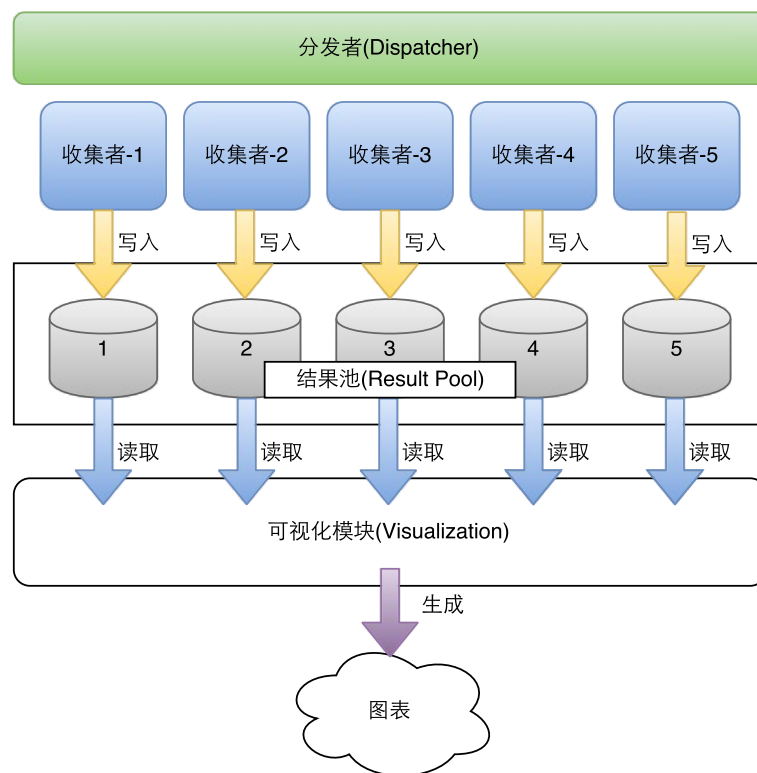 分发者(Dispatcher)
收集者-1
收集者-2
收集者-3
收集者-4
收集者-5
写入
写入
写入
写入
写入
1
2
3
4
5
结果池(Result Pool)
读取
读取
读取
读取
读取
可视化模块(Visualization)
生成
图表